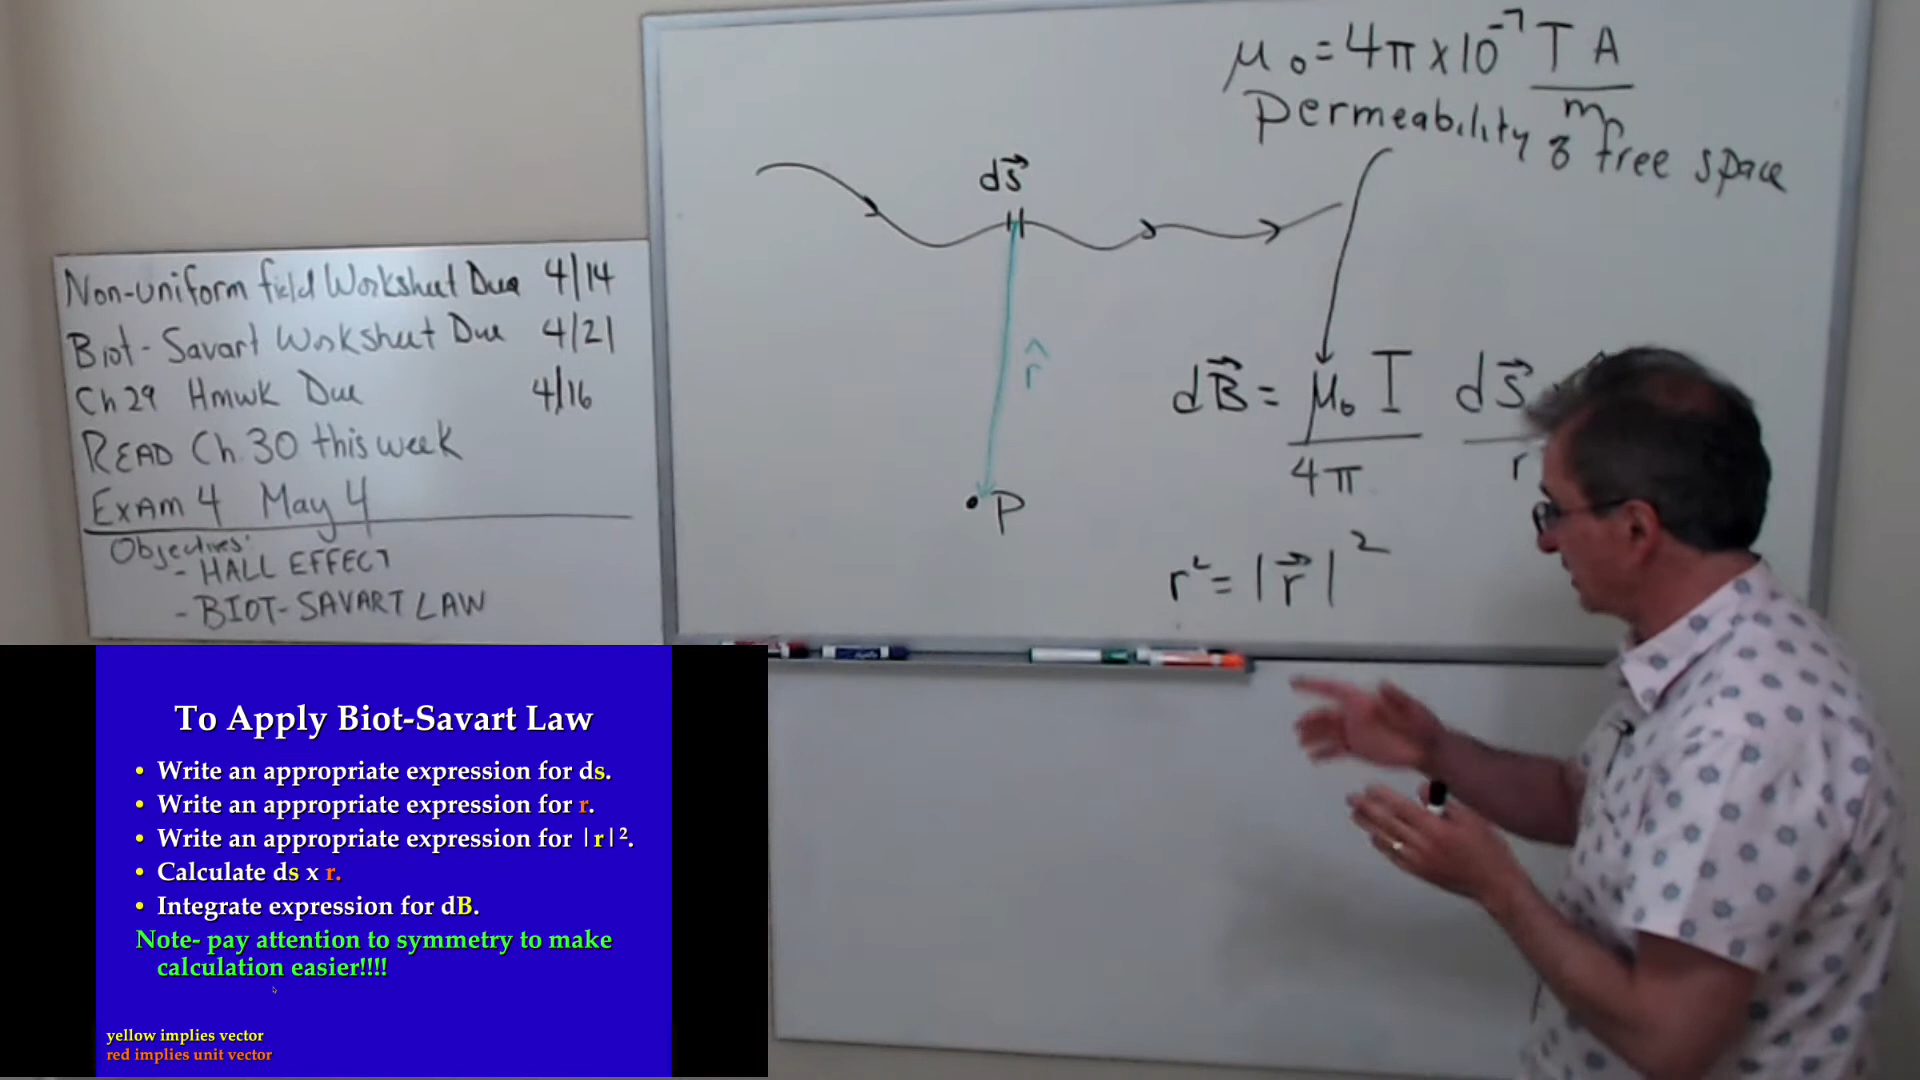 Non-uniform field Worksheet Due 4/14
Biot-Savart Worksheet Due 4/21
Ch 29 Hmwk Due 4/16
READ Ch. 30 this week
EXAM 4 May 4
Objectives:
- HALL EFFECT
- BIOT-SAVART LAW
μ₀ = 4π x 10⁻⁷ T A
m
permeability of free space
ds⃗
r̂
P
dB⃗ = μ₀ I ds⃗
4π r
r² = |r⃗|²
To Apply Biot-Savart Law
• Write an appropriate expression for ds.
• Write an appropriate expression for r.
• Write an appropriate expression for |r|².
• Calculate ds x r.
• Integrate expression for dB.
Note- pay attention to symmetry to make
calculation easier!!!!
yellow implies vector
red implies unit vector